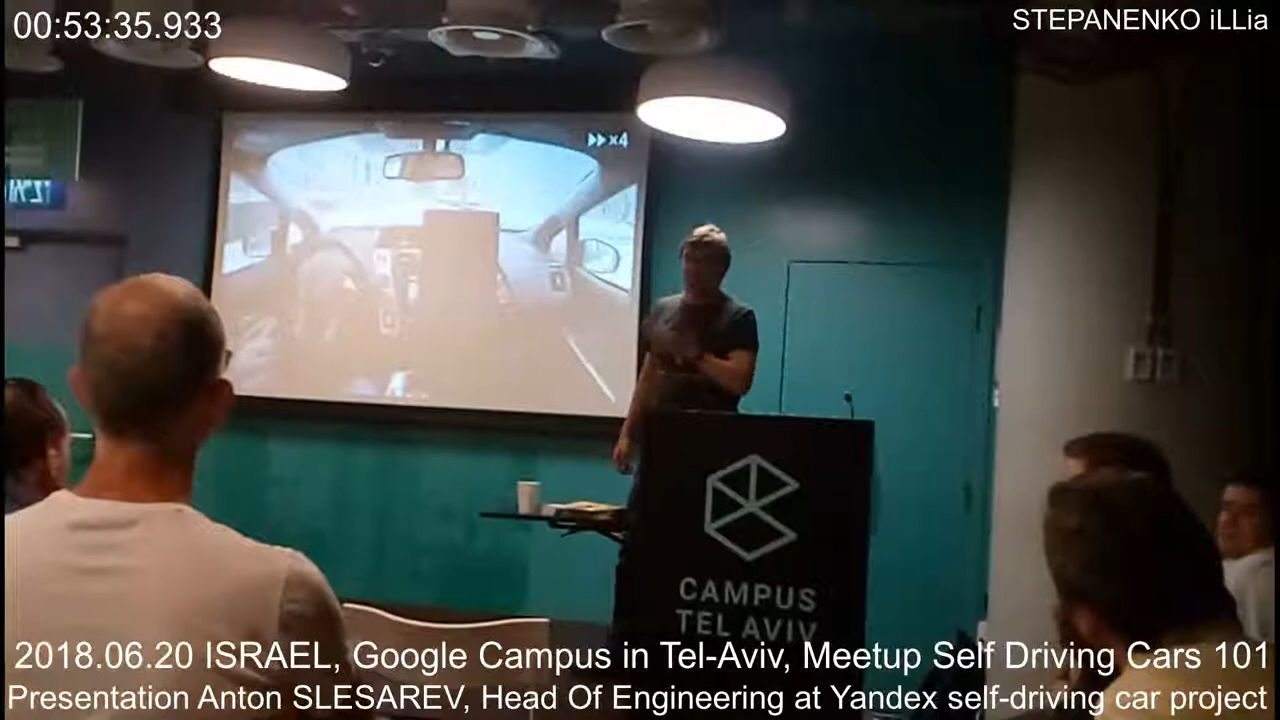 00:53:35.933
STEPANENKO iLLia
x4
CAMPUS
TEL AVIV
2018.06.20 ISRAEL, Google Campus in Tel-Aviv, Meetup Self Driving Cars 101
Presentation Anton SLESAREV, Head Of Engineering at Yandex self-driving car project